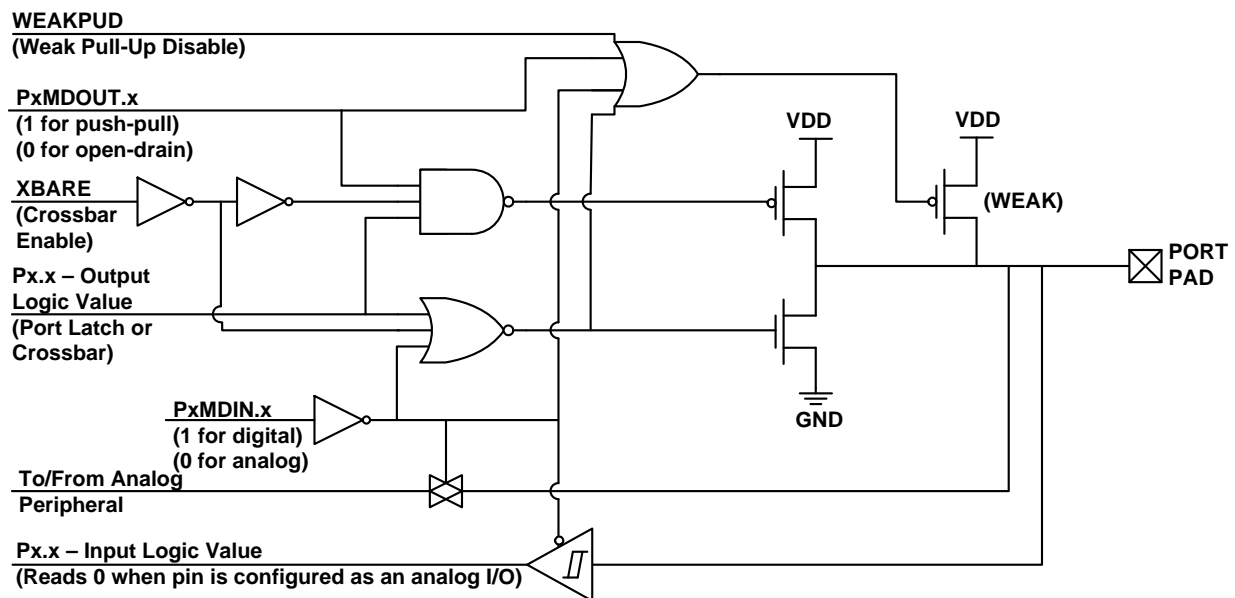 WEAKPUD
(Weak Pull-Up Disable)
PxMDOUT.x
(1 for push-pull)
(0 for open-drain)
XBARE
(Crossbar
Enable)
Px.x – Output
Logic Value
(Port Latch or
Crossbar)
PxMDIN.x
(1 for digital)
(0 for analog)
To/From Analog
Peripheral
Px.x – Input Logic Value
(Reads 0 when pin is configured as an analog I/O)
VDD
VDD
(WEAK)
GND
PORT
PAD